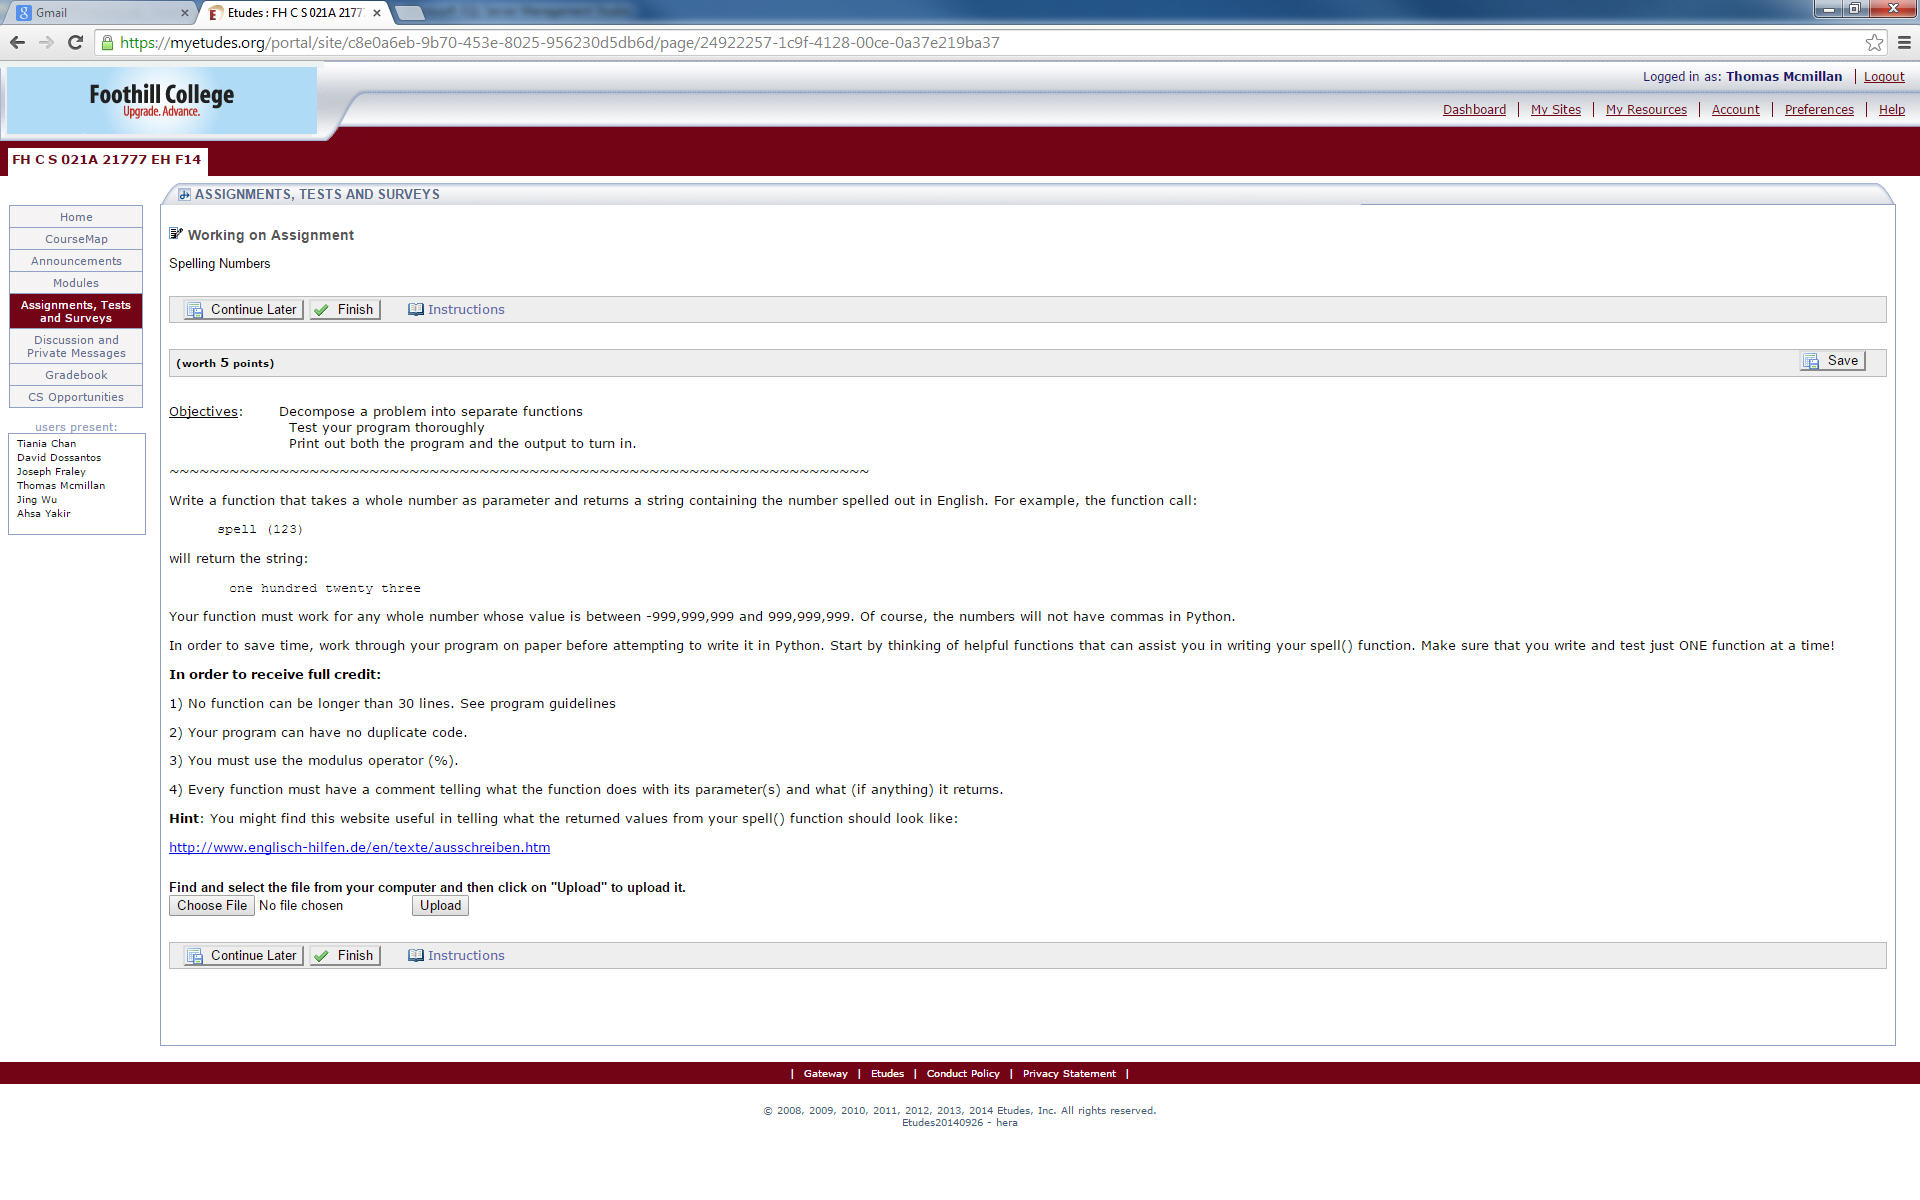 Gmail
Etudes : FH C S 021A 2177
https://myetudes.org/portal/site/c8e0a6eb-9b70-453e-8025-956230d5db6d/page/24922257-1c9f-4128-00ce-0a37e219ba37
Foothill College
Upgrade. Advance.
Logged in as: Thomas Mcmillan | Logout
Dashboard | My Sites | My Resources | Account | Preferences | Help
FH C S 021A 21777 EH F14
ASSIGNMENTS, TESTS AND SURVEYS
Home
CourseMap
Announcements
Modules
Assignments, Tests
and Surveys
Discussion and
Private Messages
Gradebook
CS Opportunities
users present:
Tiania Chan
David Dossantos
Joseph Fraley
Thomas Mcmillan
Jing Wu
Ahsa Yakir
Working on Assignment
Spelling Numbers
Continue Later Finish Instructions
(worth 5 points) Save
Objectives: Decompose a problem into separate functions
Test your program thoroughly
Print out both the program and the output to turn in.
~~~~~~~~~~~~~~~~~~~~~~~~~~~~~~~~~~~~~~~~~~~~~~~~~~~~~~~~~~~~~~~~~~~~~~
Write a function that takes a whole number as parameter and returns a string containing the number spelled out in English. For example, the function call:
spell (123)
will return the string:
one hundred twenty three
Your function must work for any whole number whose value is between -999,999,999 and 999,999,999. Of course, the numbers will not have commas in Python.
In order to save time, work through your program on paper before attempting to write it in Python. Start by thinking of helpful functions that can assist you in writing your spell() function. Make sure that you write and test just ONE function at a time!
In order to receive full credit:
1) No function can be longer than 30 lines. See program guidelines
2) Your program can have no duplicate code.
3) You must use the modulus operator (%).
4) Every function must have a comment telling what the function does with its parameter(s) and what (if anything) it returns.
Hint: You might find this website useful in telling what the returned values from your spell() function should look like:
http://www.englisch-hilfen.de/en/texte/ausschreiben.htm
Find and select the file from your computer and then click on "Upload" to upload it.
Choose File No file chosen Upload
Continue Later Finish Instructions
| Gateway | Etudes | Conduct Policy | Privacy Statement |
© 2008, 2009, 2010, 2011, 2012, 2013, 2014 Etudes, Inc. All rights reserved.
Etudes20140926 - hera